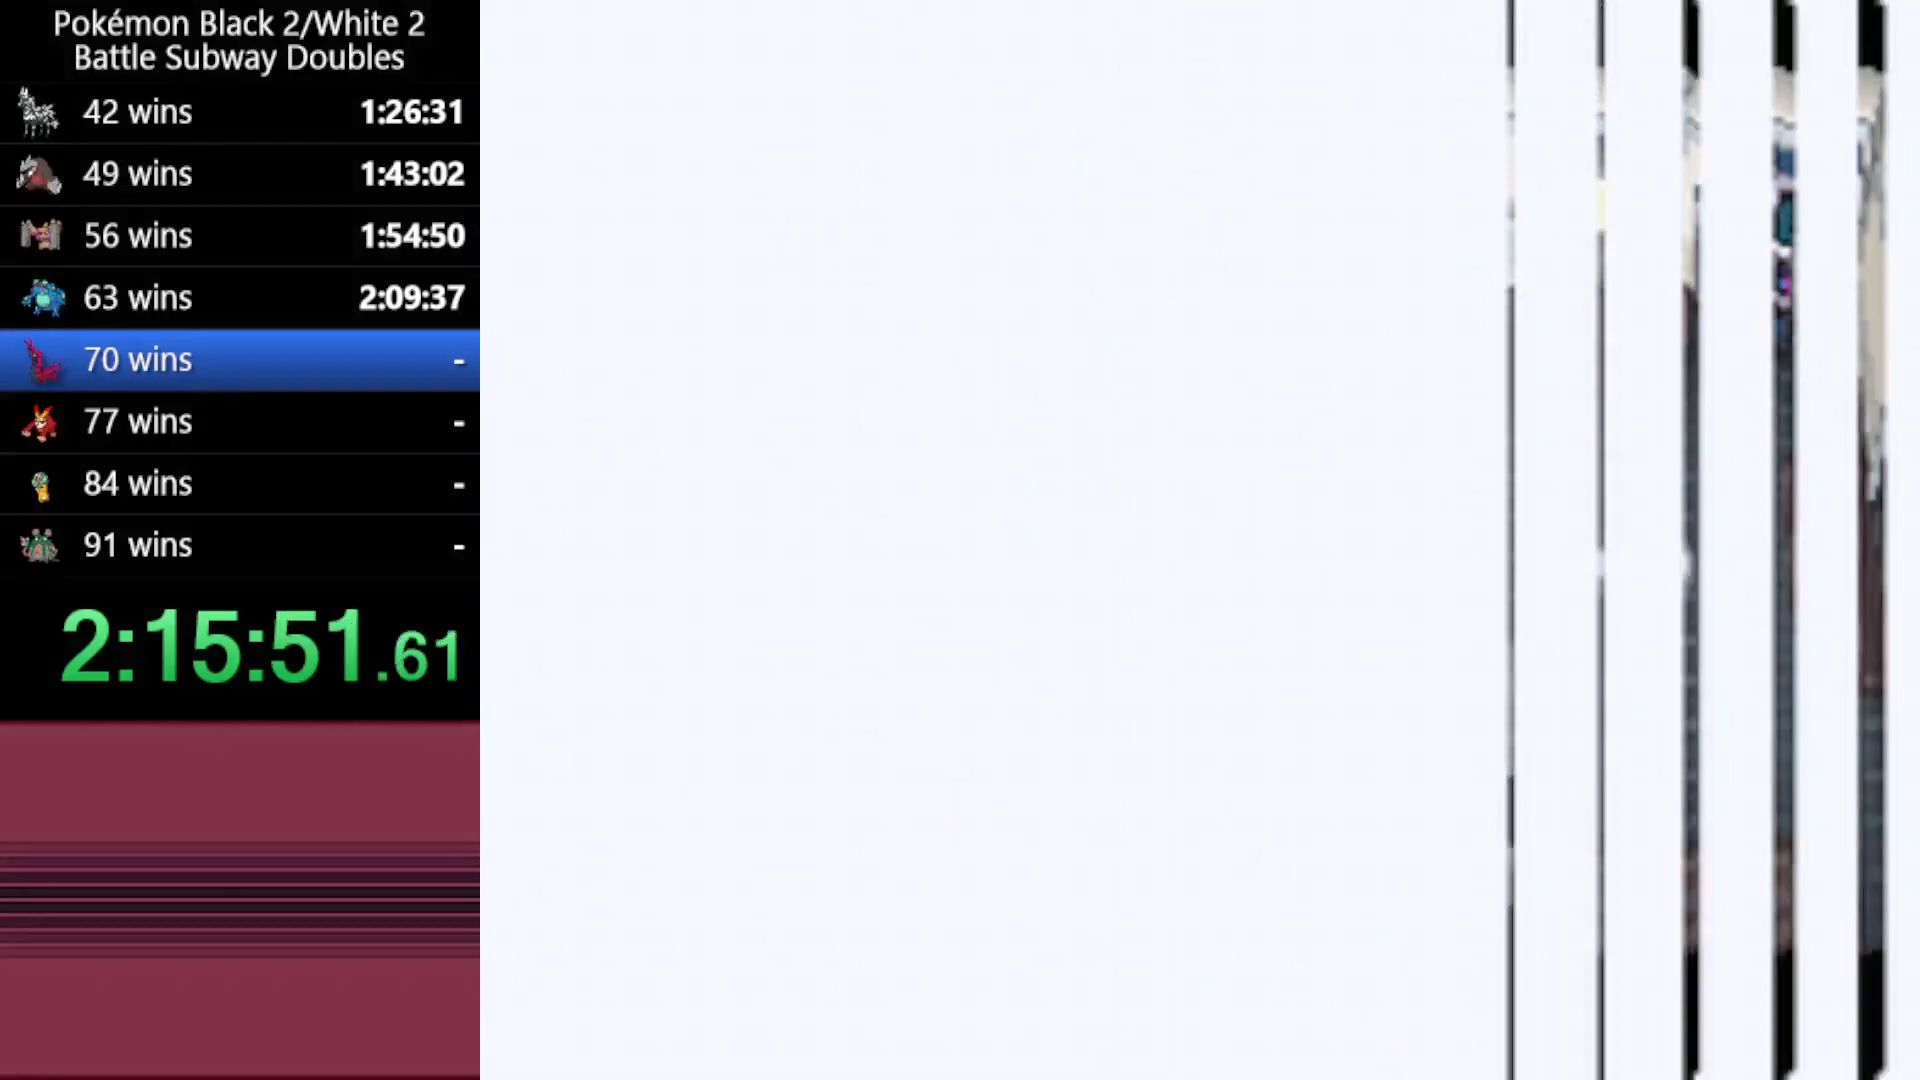 Pokémon Black 2/White 2
Battle Subway Doubles
42 wins 1:26:31
49 wins 1:43:02
56 wins 1:54:50
63 wins 2:09:37
70 wins -
77 wins -
84 wins -
91 wins -
2:15:51.61